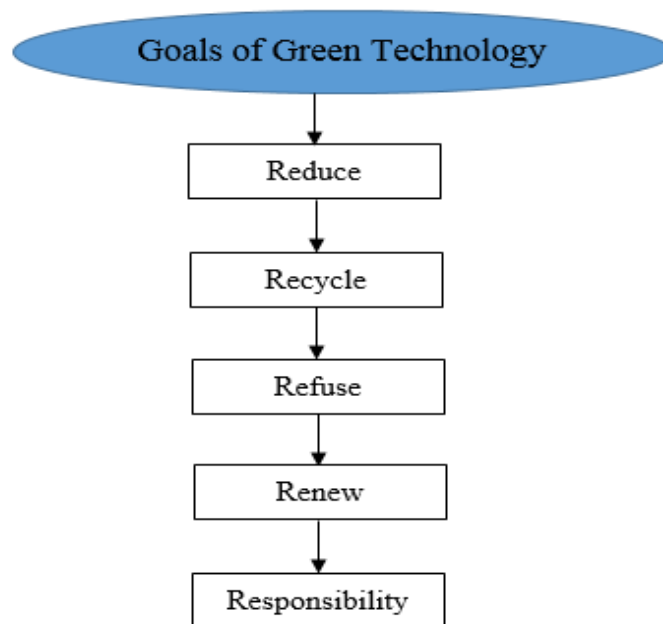 Goals of Green Technology
Reduce
Recycle
Refuse
Renew
Responsibility